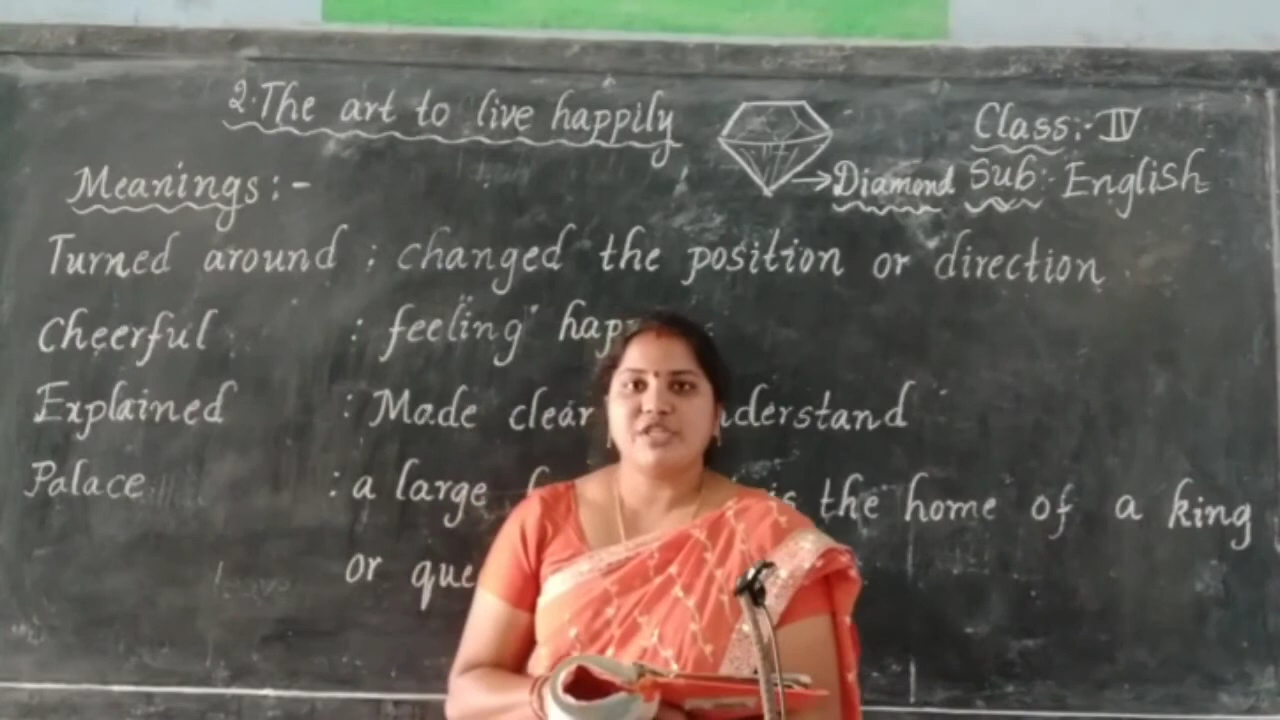 2. The art to live happily
Class:- IV
Diamond
Sub:- English
Meanings:-
Turned around : changed the position or direction
Cheerful : feeling
Explained : Made clear
Palace : a large is the home of a king
or